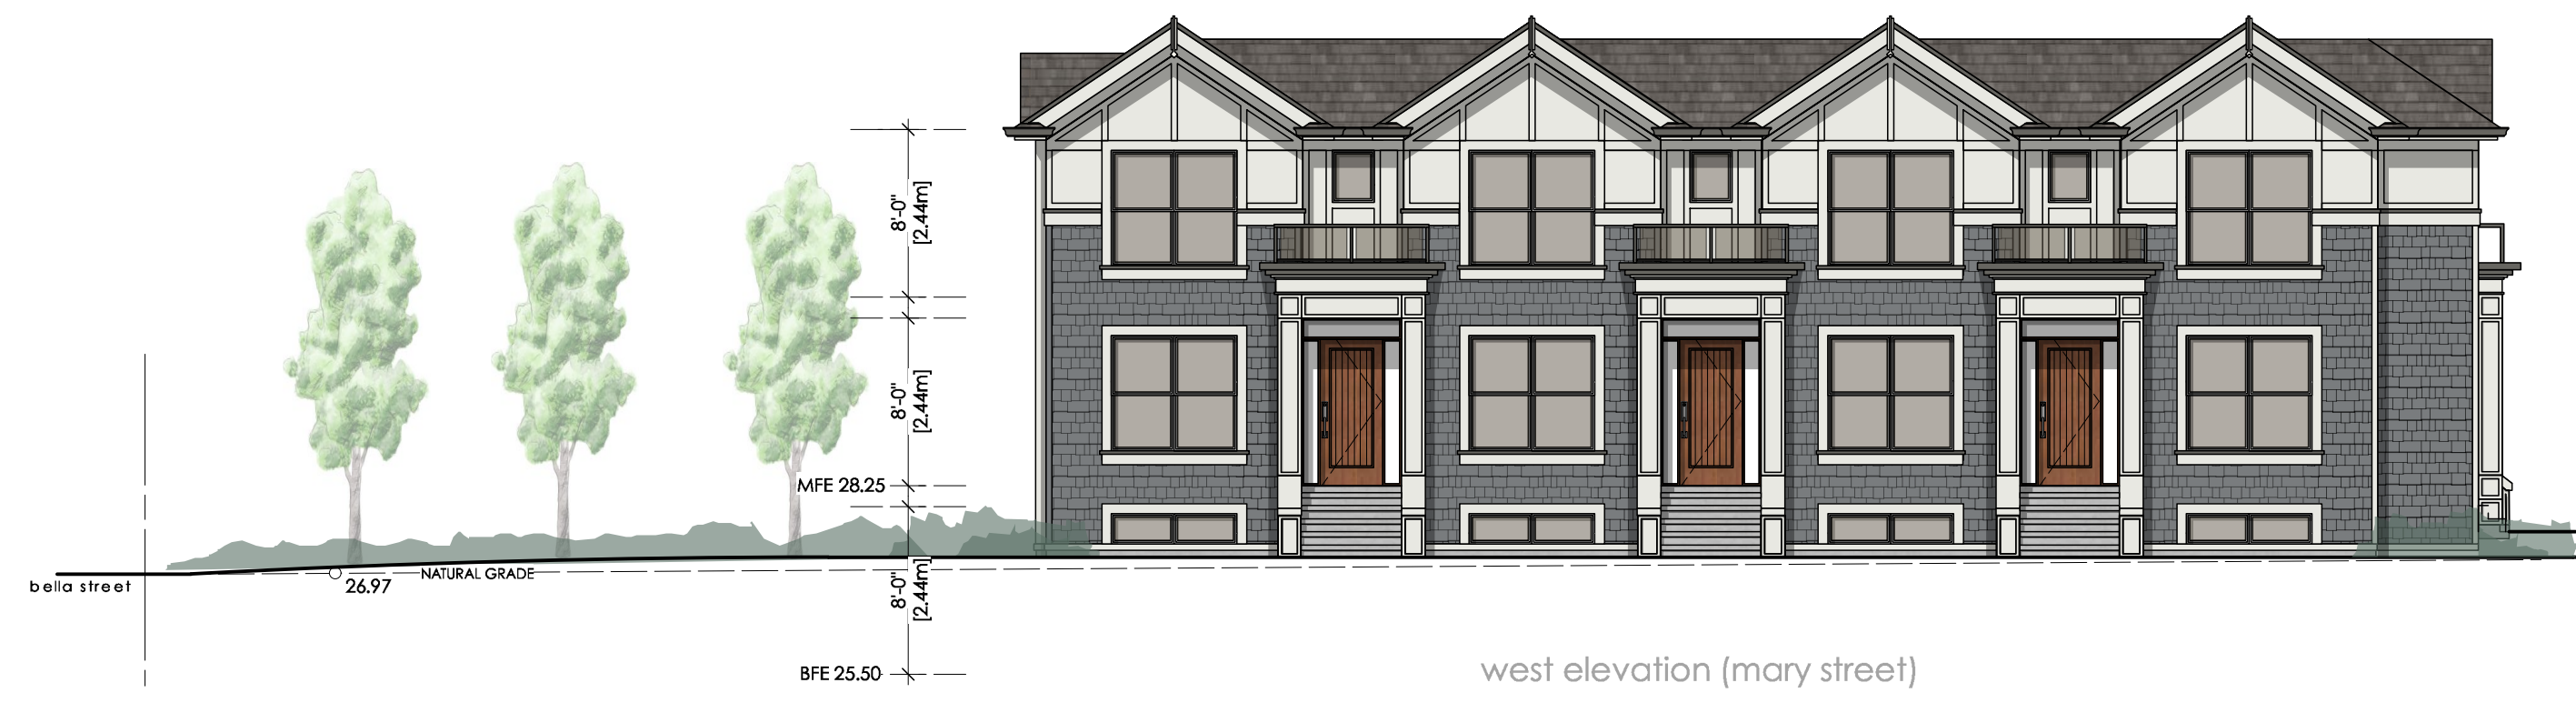 8'-0"
[2.44m]
8'-0"
[2.44m]
MFE 28.25
bella street
26.97
NATURAL GRADE
8'-0"
[2.44m]
BFE 25.50
west elevation (mary street)